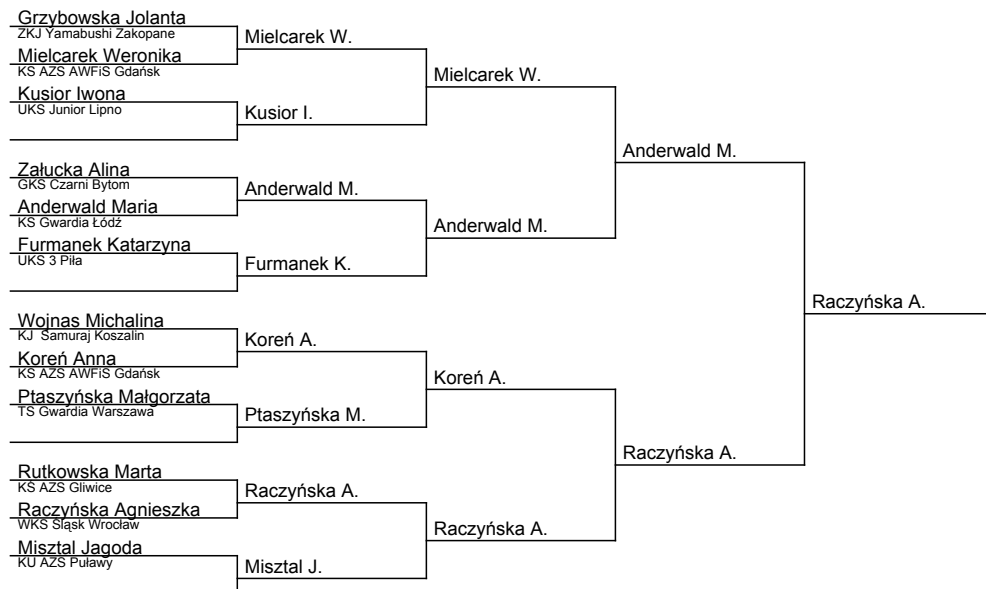 Grzybowska Jolanta
ZKJ Yamabushi Zakopane
Mielcarek W.
Mielcarek Weronika
KS AZS AWFiS Gdańsk
Mielcarek W.
Kusior Iwona
UKS Junior Lipno
Kusior I.
Anderwald M.
Załucka Alina
GKS Czarni Bytom
Anderwald M.
Anderwald Maria
KS Gwardia Łódź
Anderwald M.
Furmanek Katarzyna
UKS 3 Piła
Furmanek K.
Raczyńska A.
Wojnas Michalina
KJ Samuraj Koszalin
Koreń A.
Koreń Anna
KS AZS AWFiS Gdańsk
Koreń A.
Ptaszyńska Małgorzata
TS Gwardia Warszawa
Ptaszyńska M.
Raczyńska A.
Rutkowska Marta
KS AZS Gliwice
Raczyńska A.
Raczyńska Agnieszka
WKS Śląsk Wrocław
Raczyńska A.
Misztal Jagoda
KU AZS Puławy
Misztal J.